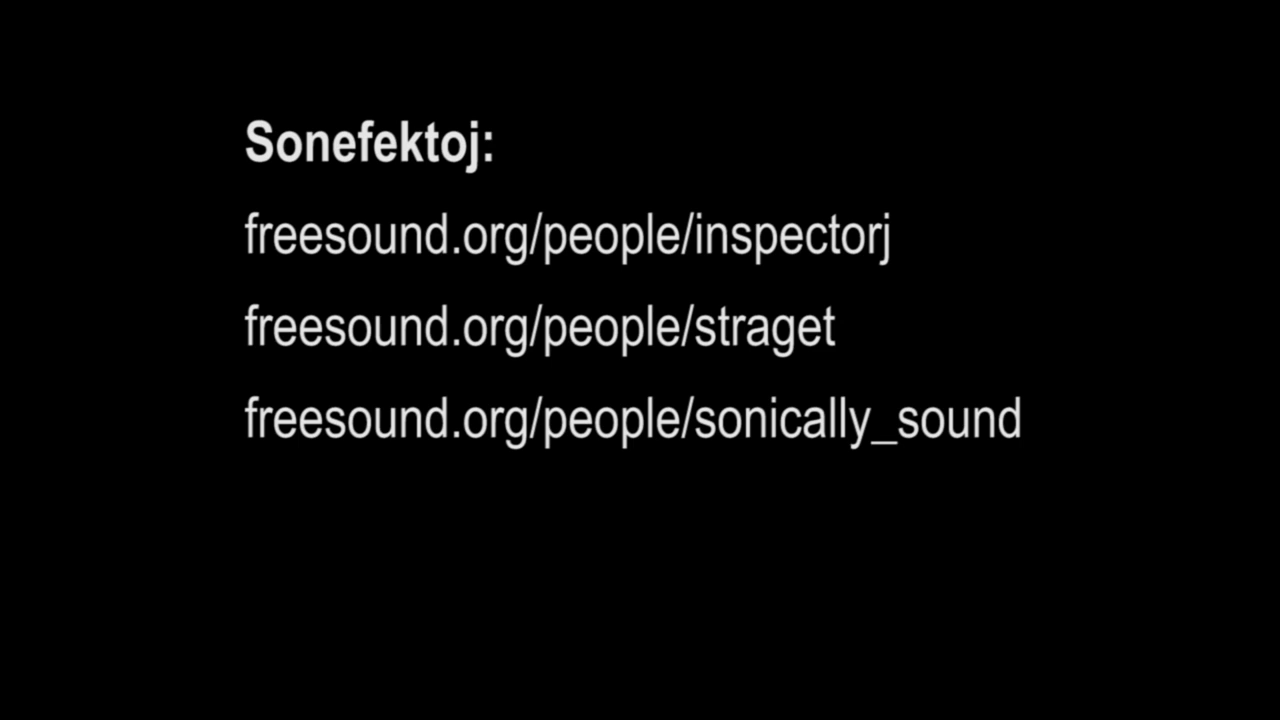 Sonefektoj:
freesound.org/people/inspectorj
freesound.org/people/straget
freesound.org/people/sonically_sound